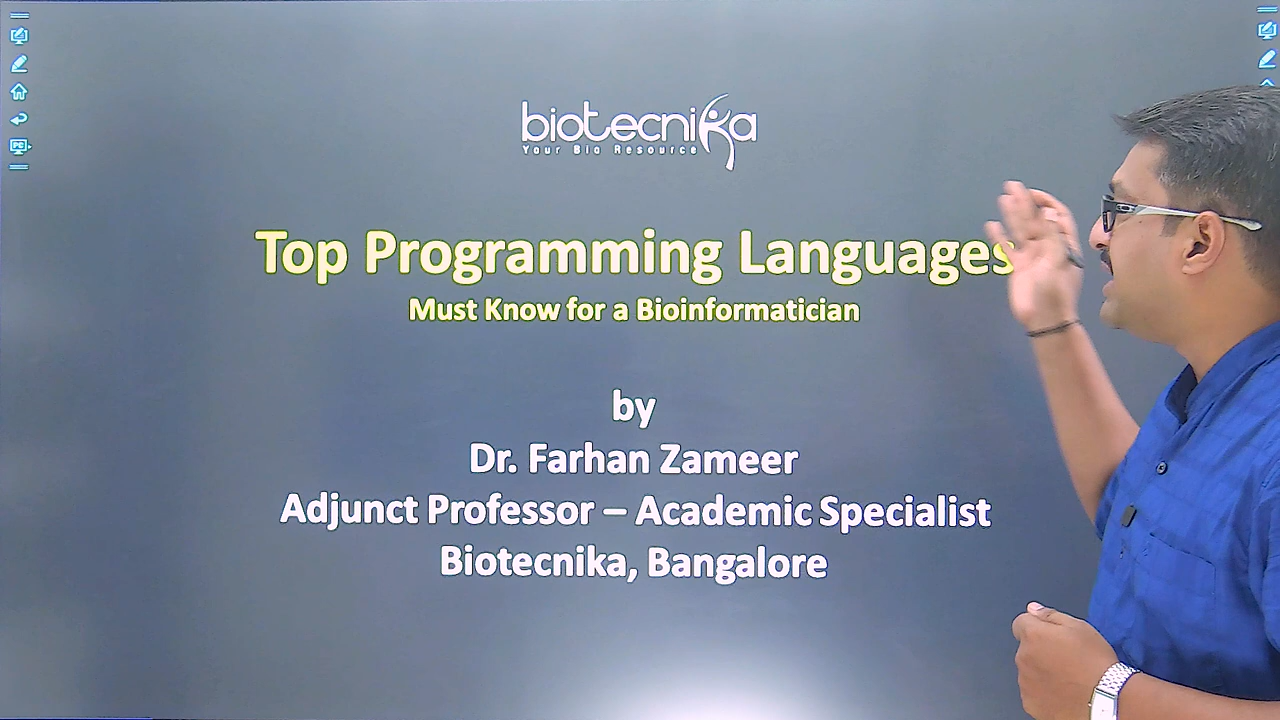 biotecnika
Your Bio Resource
Top Programming Languages
Must Know for a Bioinformatician
by
Dr. Farhan Zameer
Adjunct Professor – Academic Specialist
Biotecnika, Bangalore
PC